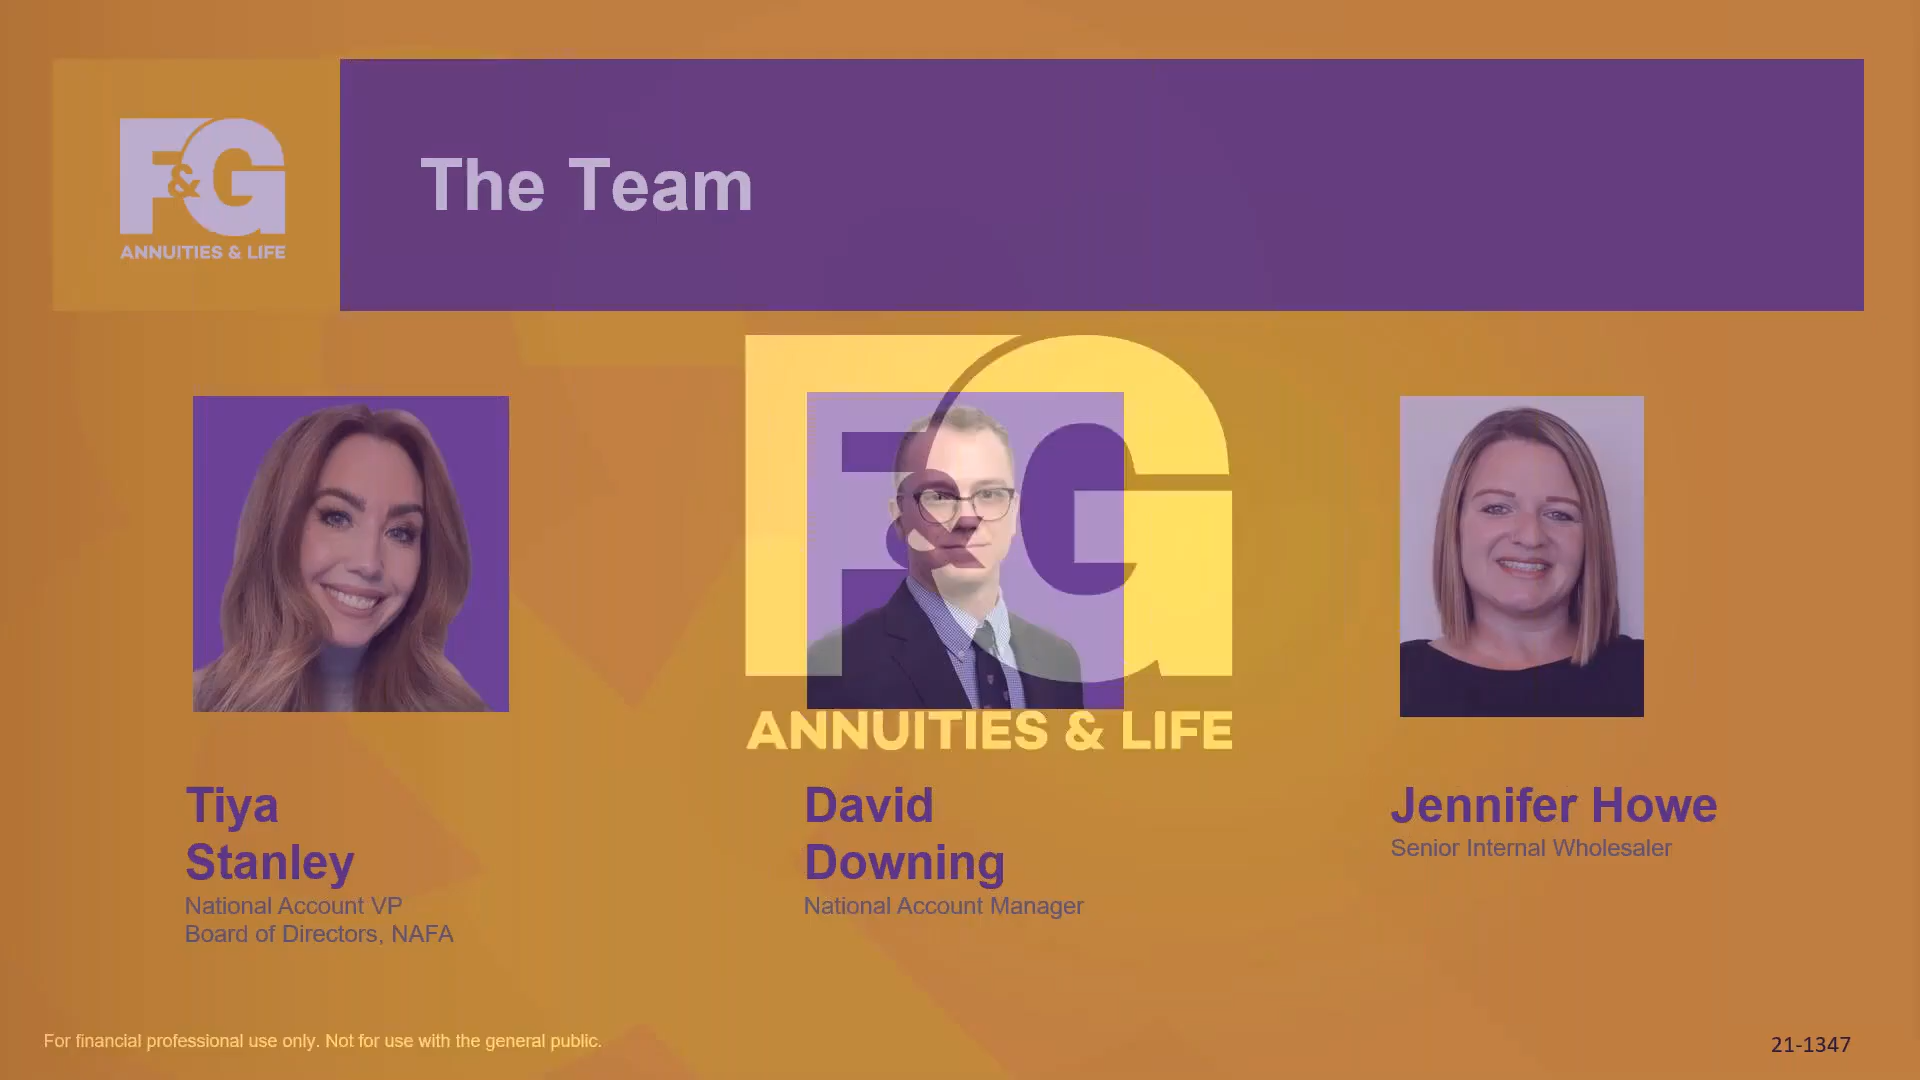 F&G
ANNUITIES & LIFE
The Team
F&G
ANNUITIES & LIFE
Tiya
Stanley
National Account VP
Board of Directors, NAFA
David
Downing
National Account Manager
Jennifer Howe
Senior Internal Wholesaler
For financial professional use only. Not for use with the general public.
21-1347